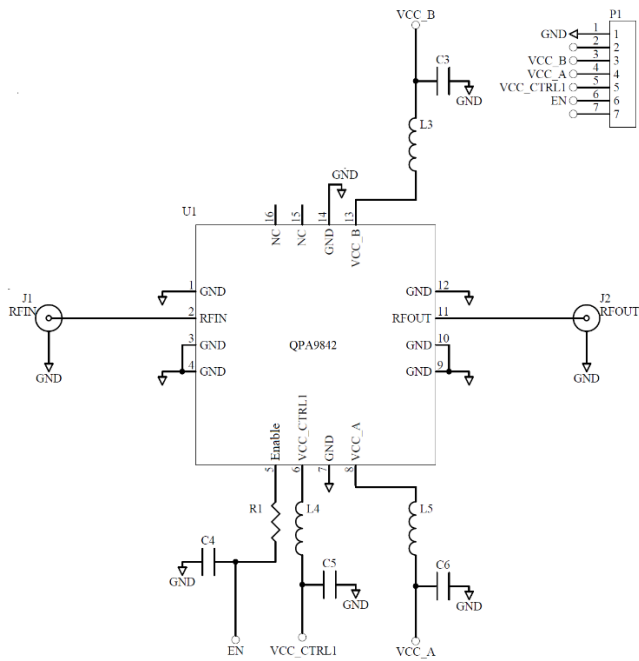 VCC_B
P1
GND 1 1
2 2
VCC_B 3 3
VCC_A 4 4
VCC_CTRL1 5 5
EN 6 6
7 7
C3
GND
L3
GND
U1
16 15 14 13
NC NC GND VCC_B
1 GND
GND 12
J1
RFIN
2 RFIN
RFOUT 11
J2
RFOUT
3 GND
GND 10
QPA9842
4 GND
GND 9
GND
GND
Enable VCC_CTRL1 GND VCC_A
5 6 7 8
R1
L4
L5
C4
GND
C5
GND
C6
GND
EN
VCC_CTRL1
VCC_A